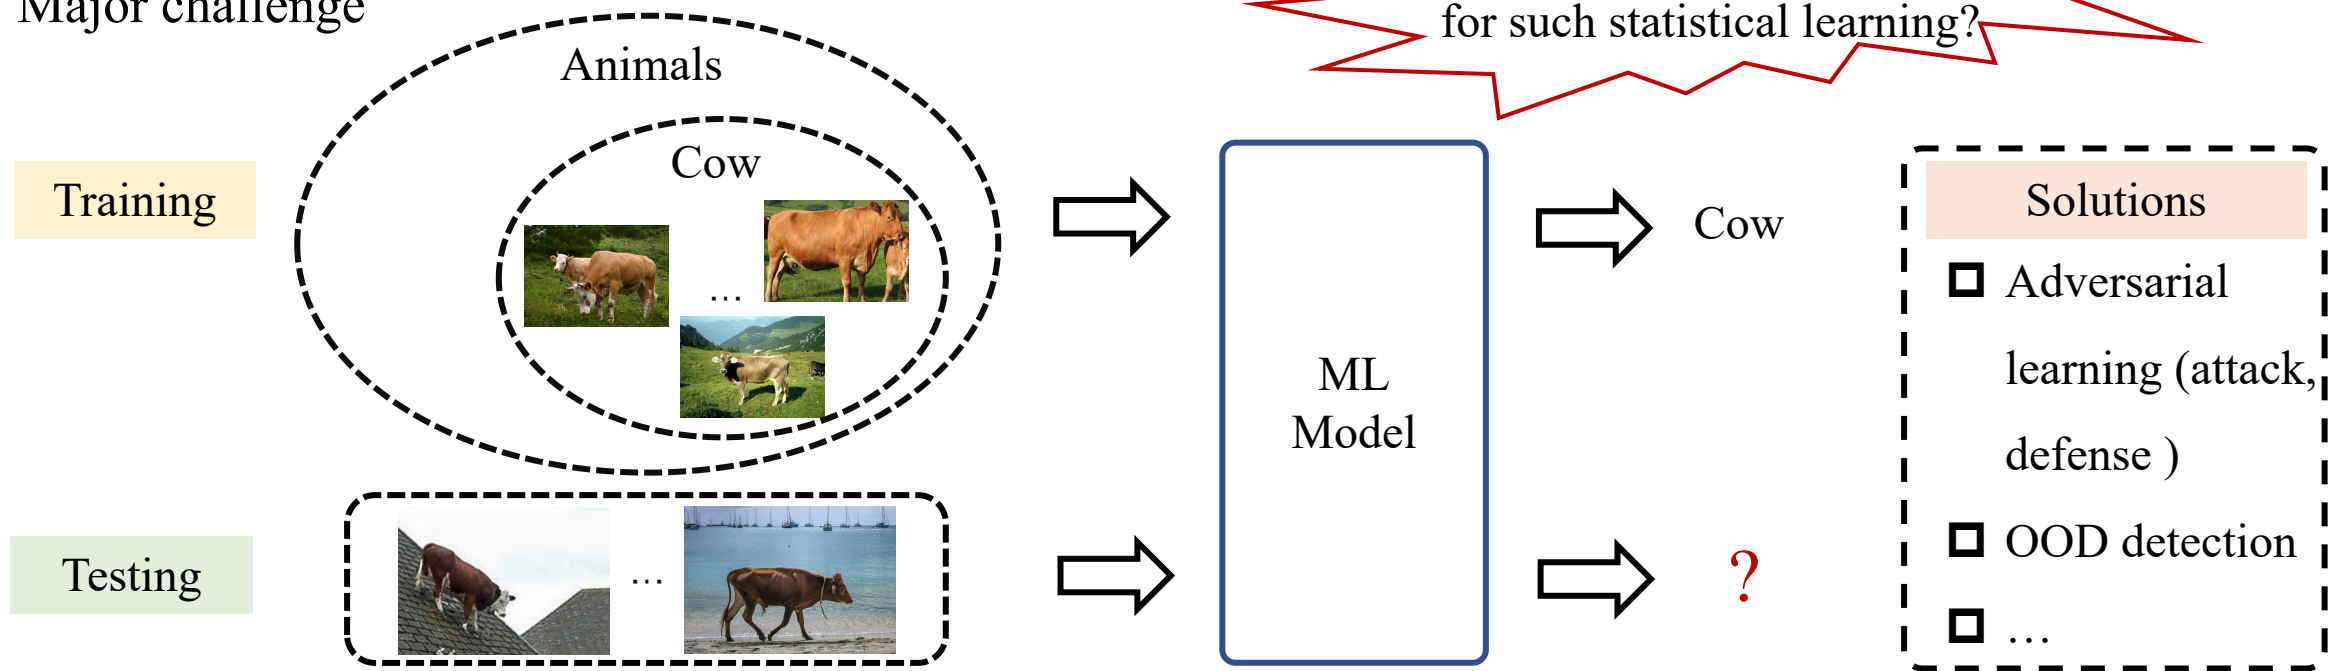 Major challenge
for such statistical learning?
Animals
Cow
...
Training
Cow
Solutions
Adversarial
learning (attack,
defense )
OOD detection
…
ML
Model
Testing
...
?